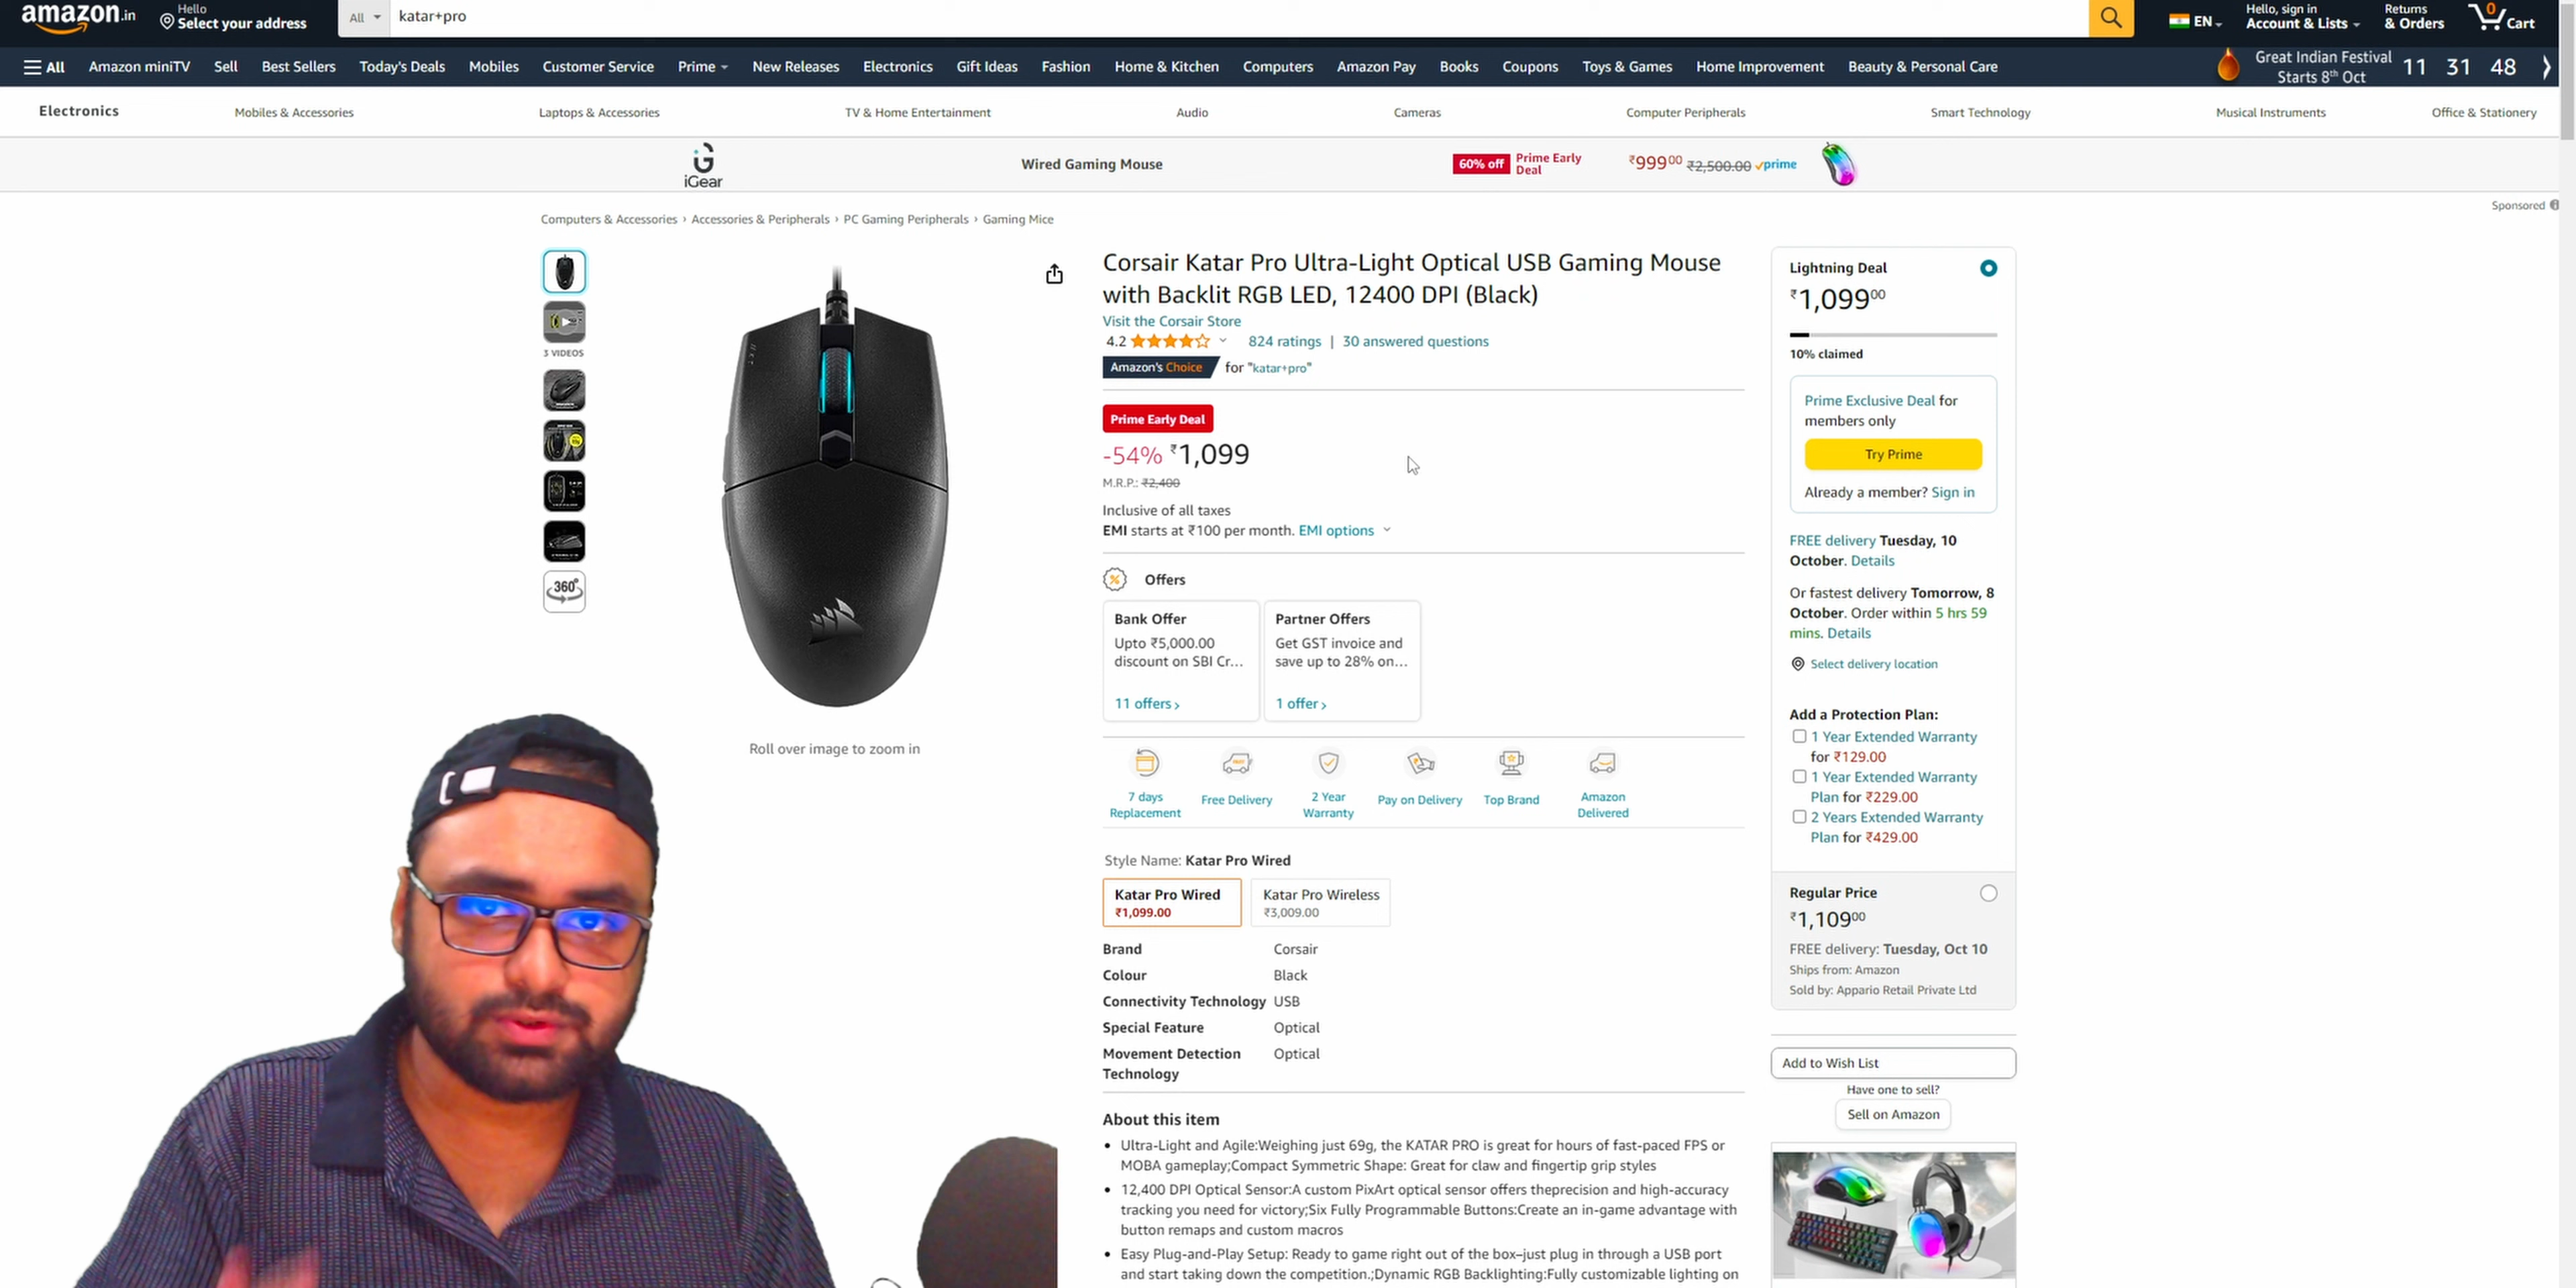 amazon.in
Hello
Select your address
All
katar+pro
EN
Hello, sign in
Account & Lists
Returns
& Orders
0
Cart
All
Amazon miniTV
Sell
Best Sellers
Today's Deals
Mobiles
Customer Service
Prime
New Releases
Electronics
Gift Ideas
Fashion
Home & Kitchen
Computers
Amazon Pay
Books
Coupons
Toys & Games
Home Improvement
Beauty & Personal Care
Great Indian Festival
Starts 8th Oct
11 31 48
Electronics
Mobiles & Accessories
Laptops & Accessories
TV & Home Entertainment
Audio
Cameras
Computer Peripherals
Smart Technology
Musical Instruments
Office & Stationery
iGear
Wired Gaming Mouse
60% off
Prime Early
Deal
₹99900 ₹2,500.00 prime
Sponsored
Computers & Accessories › Accessories & Peripherals › PC Gaming Peripherals › Gaming Mice
3 VIDEOS
360°
Roll over image to zoom in
Corsair Katar Pro Ultra-Light Optical USB Gaming Mouse
with Backlit RGB LED, 12400 DPI (Black)
Visit the Corsair Store
4.2
824 ratings | 30 answered questions
Amazon's Choice for "katar+pro"
Prime Early Deal
-54% ₹1,099
M.R.P.: ₹2,400
Inclusive of all taxes
EMI starts at ₹100 per month. EMI options
Offers
Bank Offer
Upto ₹5,000.00
discount on SBI Cr...
11 offers ›
Partner Offers
Get GST invoice and
save up to 28% on...
1 offer ›
7 days
Replacement
Free Delivery
2 Year
Warranty
Pay on Delivery
Top Brand
Amazon
Delivered
Style Name: Katar Pro Wired
Katar Pro Wired
₹1,099.00
Katar Pro Wireless
₹3,009.00
Brand Corsair
Colour Black
Connectivity Technology USB
Special Feature Optical
Movement Detection Optical
Technology
About this item
• Ultra-Light and Agile:Weighing just 69g, the KATAR PRO is great for hours of fast-paced FPS or
MOBA gameplay;Compact Symmetric Shape: Great for claw and fingertip grip styles
• 12,400 DPI Optical Sensor:A custom PixArt optical sensor offers theprecision and high-accuracy
tracking you need for victory;Six Fully Programmable Buttons:Create an in-game advantage with
button remaps and custom macros
• Easy Plug-and-Play Setup: Ready to game right out of the box–just plug in through a USB port
and start taking down the competition.;Dynamic RGB Backlighting:Fully customizable lighting on
Lightning Deal
₹1,09900
10% claimed
Prime Exclusive Deal for
members only
Try Prime
Already a member? Sign in
FREE delivery Tuesday, 10
October. Details
Or fastest delivery Tomorrow, 8
October. Order within 5 hrs 59
mins. Details
Select delivery location
Add a Protection Plan:
1 Year Extended Warranty
for ₹129.00
1 Year Extended Warranty
Plan for ₹229.00
2 Years Extended Warranty
Plan for ₹429.00
Regular Price
₹1,10900
FREE delivery: Tuesday, Oct 10
Ships from: Amazon
Sold by: Appario Retail Private Ltd
Add to Wish List
Have one to sell?
Sell on Amazon